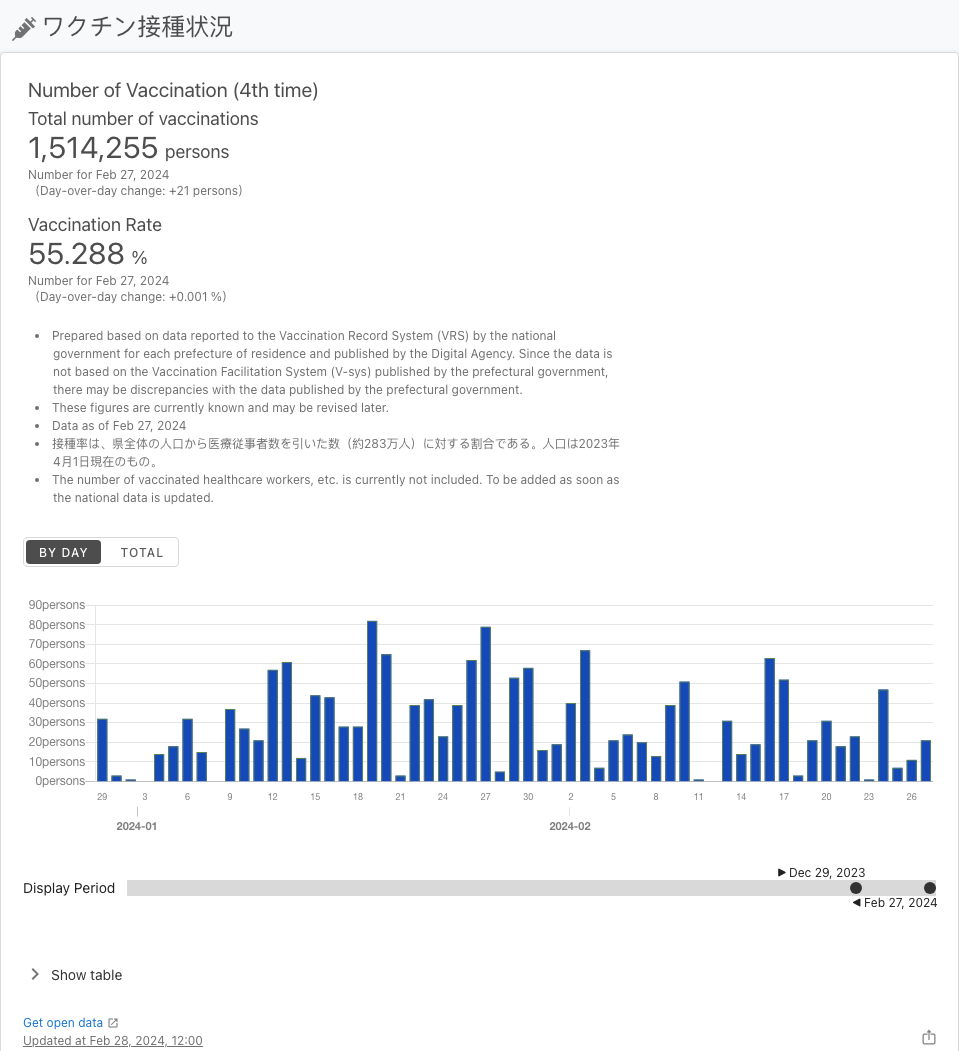 ワクチン接種状況
Number of Vaccination (4th time)
Total number of vaccinations
1,514,255 persons
Number for Feb 27, 2024
(Day-over-day change: +21 persons)
Vaccination Rate
55.288 %
Number for Feb 27, 2024
(Day-over-day change: +0.001 %)
• Prepared based on data reported to the Vaccination Record System (VRS) by the national
government for each prefecture of residence and published by the Digital Agency. Since the data is
not based on the Vaccination Facilitation System (V-sys) published by the prefectural government,
there may be discrepancies with the data published by the prefectural government.
• These figures are currently known and may be revised later.
• Data as of Feb 27, 2024
• 接種率は、県全体の人口から医療従事者数を引いた数（約283万人）に対する割合である。人口は2023年
4月1日現在のもの。
• The number of vaccinated healthcare workers, etc. is currently not included. To be added as soon as
the national data is updated.
BY DAY TOTAL
90persons
80persons
70persons
60persons
50persons
40persons
30persons
20persons
10persons
0persons
29 3 6 9 12 15 18 21 24 27 30 2 5 8 11 14 17 20 23 26
2024-01 2024-02
Dec 29, 2023
Display Period
Feb 27, 2024
Show table
Get open data
Updated at Feb 28, 2024, 12:00